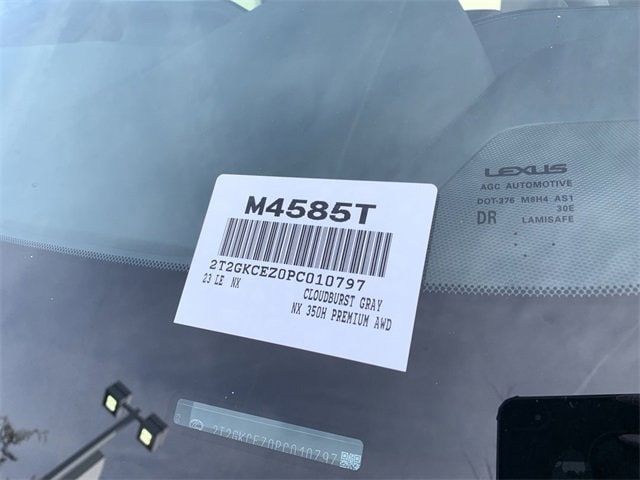 LEXUS
AGC AUTOMOTIVE
DOT-376 M8H4 AS1
30E
DR LAMISAFE
M4585T
2T2GKCEZ0PC010797
23 LE NX
CLOUDBURST GRAY
NX 350H PREMIUM AWD
2T2GKCEZ0PC010797